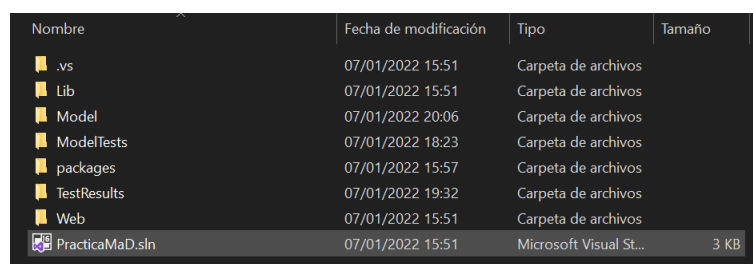 Nombre Fecha de modificación Tipo Tamaño
.vs 07/01/2022 15:51 Carpeta de archivos
Lib 07/01/2022 15:51 Carpeta de archivos
Model 07/01/2022 20:06 Carpeta de archivos
ModelTests 07/01/2022 18:23 Carpeta de archivos
packages 07/01/2022 15:57 Carpeta de archivos
TestResults 07/01/2022 19:32 Carpeta de archivos
Web 07/01/2022 15:51 Carpeta de archivos
PracticaMaD.sln 07/01/2022 15:51 Microsoft Visual St... 3 KB